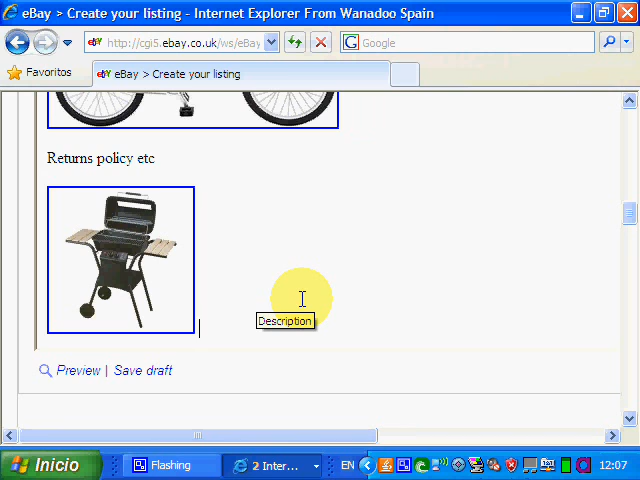 eBay > Create your listing - Internet Explorer From Wanadoo Spain
http://cgi5.ebay.co.uk/ws/eBay
Google
Favoritos
eBay > Create your listing
Returns policy etc
Description
Preview | Save draft
Inicio
Flashing
2 Inter...
EN
12:07